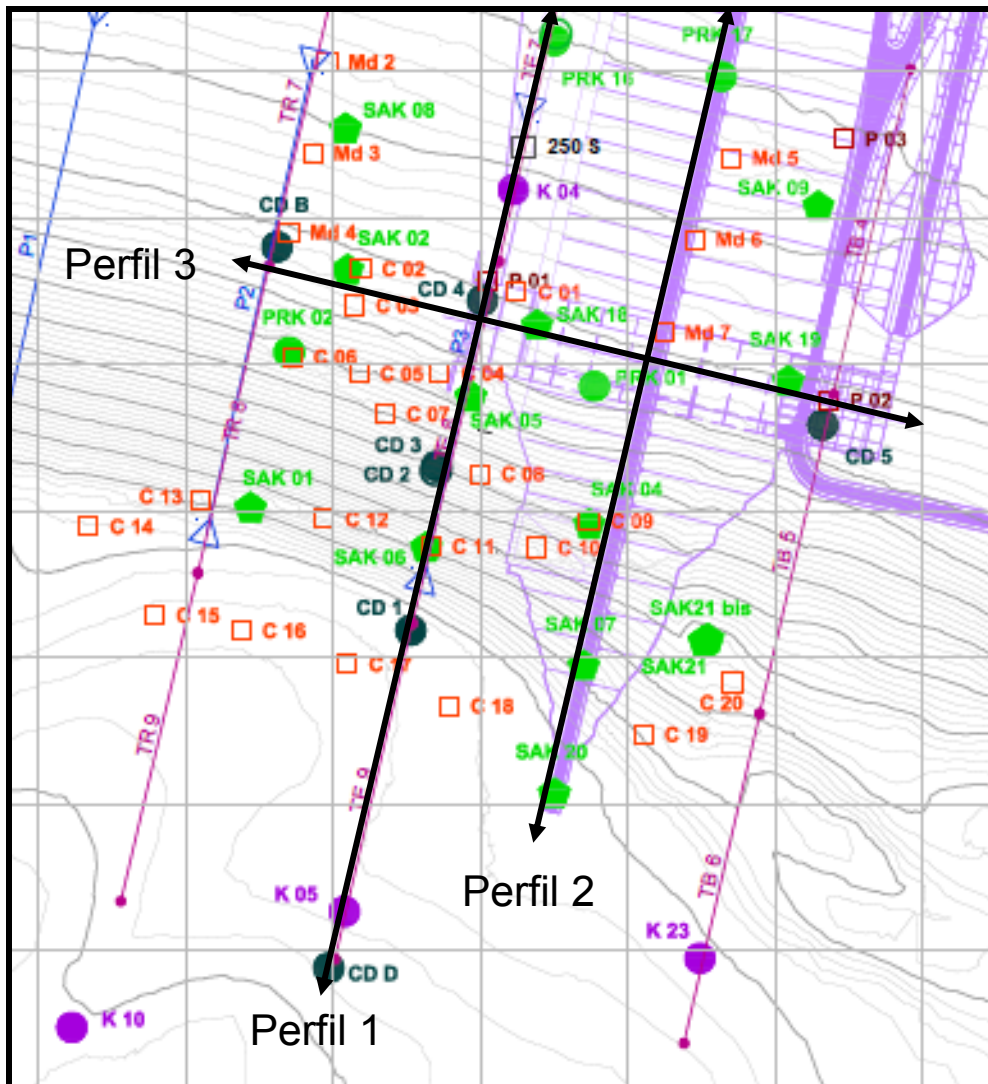 PRK 17
TE 7
Md 2
PRK 16
TR 7
SAK 08
P 03
250 S
Md 3
Md 5
SAK 09
K 04
CD B
P1
Md 4
SAK 02
Md 6
TB 4
Perfil 3
C 02
P 01
CD 4
C 01
P2
C 03
SAK 18
PRK 02
P3
Md 7
SAK 19
C 06
C 05
C 04
PRK 01
P 02
TR 8
C 07
SAK 05
CD 3
CD 2
C 08
CD 5
SAK 01
SAK 04
C 13
C 14
C 12
C 09
SAK 06
C 11
C 10
TB 5
CD 1
SAK21 bis
C 15
C 16
SAK 07
C 17
SAK21
C 18
C 20
TR 9
C 19
SAK 20
TE 9
TB 6
Perfil 2
K 05
K 23
CD D
K 10
Perfil 1